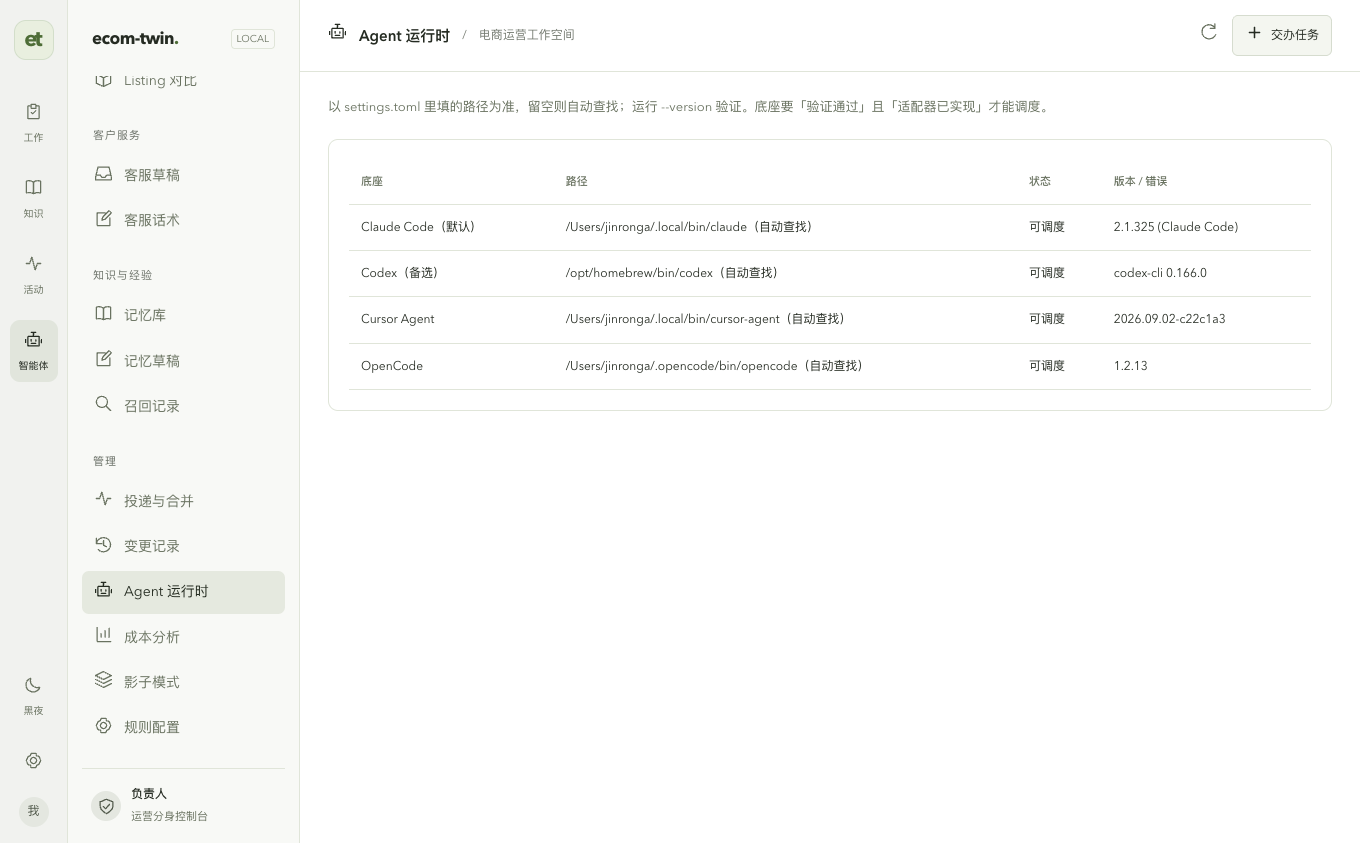 et
工作
知识
活动
智能体
黑夜
我
ecom-twin.
LOCAL
Listing 对比
客户服务
客服草稿
客服话术
知识与经验
记忆库
记忆草稿
召回记录
管理
投递与合并
变更记录
Agent 运行时
成本分析
影子模式
规则配置
负责人
运营分身控制台
Agent 运行时 / 电商运营工作空间
交办任务
以 settings.toml 里填的路径为准，留空则自动查找；运行 --version 验证。底座要「验证通过」且「适配器已实现」才能调度。
底座 路径 状态 版本 / 错误
Claude Code（默认） /Users/jinronga/.local/bin/claude（自动查找） 可调度 2.1.325 (Claude Code)
Codex（备选） /opt/homebrew/bin/codex（自动查找） 可调度 codex-cli 0.166.0
Cursor Agent /Users/jinronga/.local/bin/cursor-agent（自动查找） 可调度 2026.09.02-c22c1a3
OpenCode /Users/jinronga/.opencode/bin/opencode（自动查找） 可调度 1.2.13